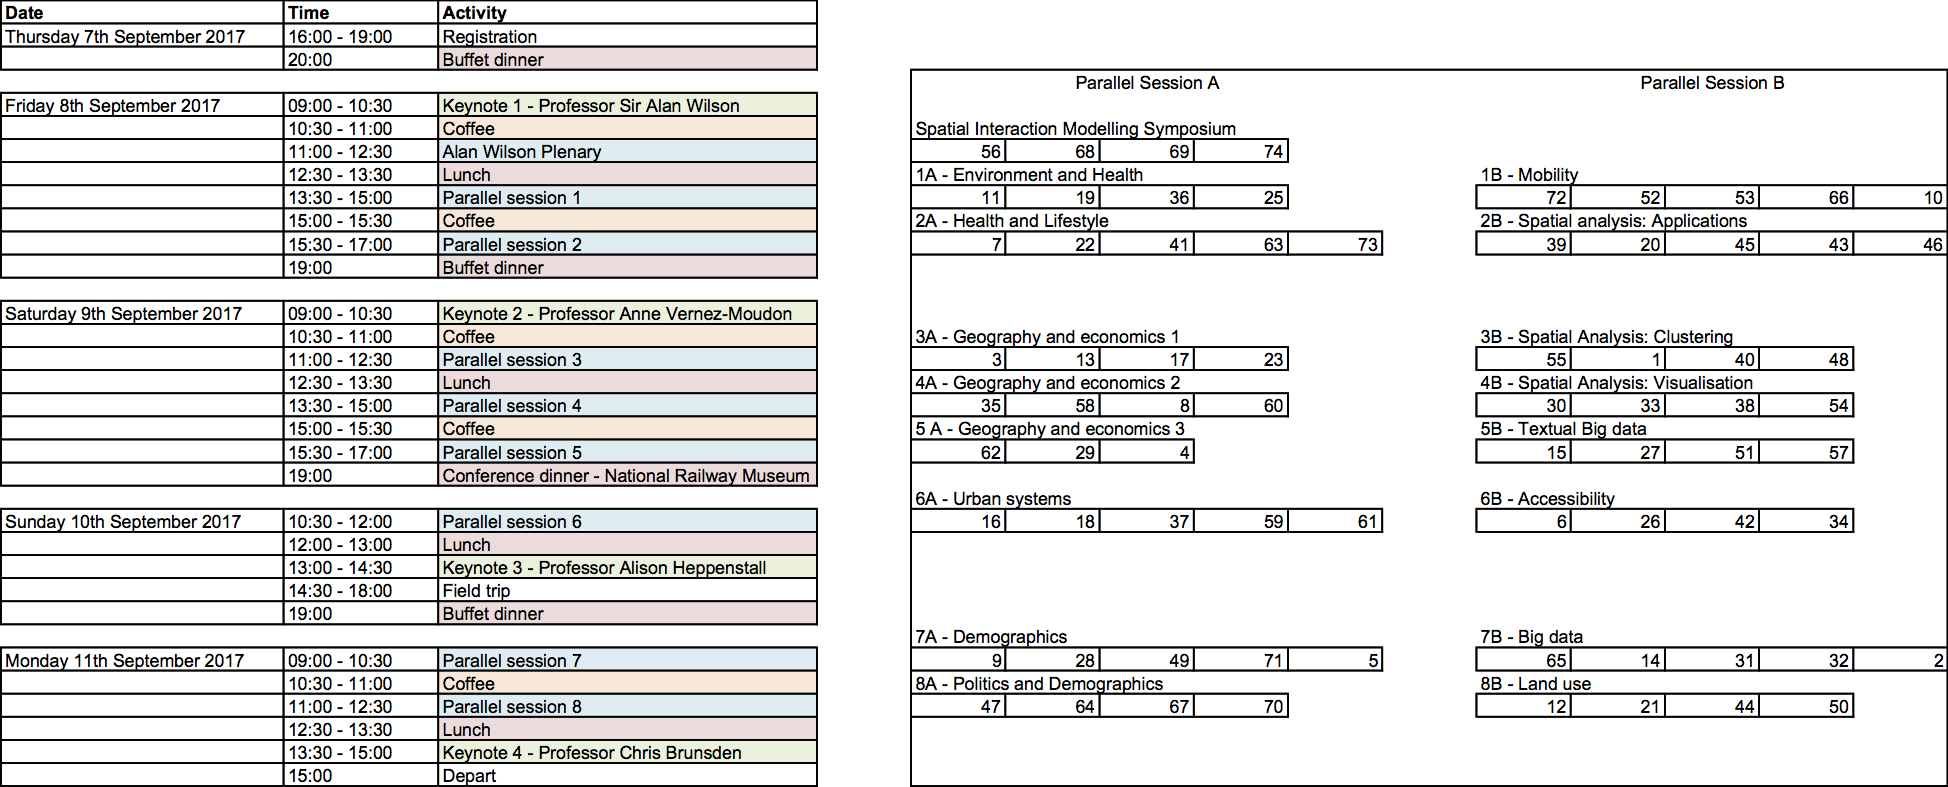 Date Time Activity
Thursday 7th September 2017 16:00 - 19:00 Registration
20:00 Buffet dinner
Parallel Session A Parallel Session B
Friday 8th September 2017 09:00 - 10:30 Keynote 1 - Professor Sir Alan Wilson
10:30 - 11:00 Coffee Spatial Interaction Modelling Symposium
11:00 - 12:30 Alan Wilson Plenary 56 68 69 74
12:30 - 13:30 Lunch 1A - Environment and Health 1B - Mobility
13:30 - 15:00 Parallel session 1 11 19 36 25 72 52 53 66 10
15:00 - 15:30 Coffee 2A - Health and Lifestyle 2B - Spatial analysis: Applications
15:30 - 17:00 Parallel session 2 7 22 41 63 73 39 20 45 43 46
19:00 Buffet dinner
Saturday 9th September 2017 09:00 - 10:30 Keynote 2 - Professor Anne Vernez-Moudon
10:30 - 11:00 Coffee 3A - Geography and economics 1 3B - Spatial Analysis: Clustering
11:00 - 12:30 Parallel session 3 3 13 17 23 55 1 40 48
12:30 - 13:30 Lunch 4A - Geography and economics 2 4B - Spatial Analysis: Visualisation
13:30 - 15:00 Parallel session 4 35 58 8 60 30 33 38 54
15:00 - 15:30 Coffee 5 A - Geography and economics 3 5B - Textual Big data
15:30 - 17:00 Parallel session 5 62 29 4 15 27 51 57
19:00 Conference dinner - National Railway Museum
6A - Urban systems 6B - Accessibility
Sunday 10th September 2017 10:30 - 12:00 Parallel session 6 16 18 37 59 61 6 26 42 34
12:00 - 13:00 Lunch
13:00 - 14:30 Keynote 3 - Professor Alison Heppenstall
14:30 - 18:00 Field trip
19:00 Buffet dinner
7A - Demographics 7B - Big data
Monday 11th September 2017 09:00 - 10:30 Parallel session 7 9 28 49 71 5 65 14 31 32 2
10:30 - 11:00 Coffee 8A - Politics and Demographics 8B - Land use
11:00 - 12:30 Parallel session 8 47 64 67 70 12 21 44 50
12:30 - 13:30 Lunch
13:30 - 15:00 Keynote 4 - Professor Chris Brunsden
15:00 Depart